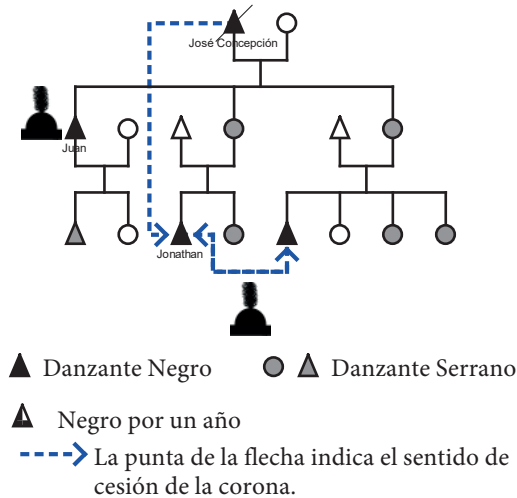 José Concepción
Juan
Jonathan
Danzante Negro
Danzante Serrano
Negro por un año
La punta de la flecha indica el sentido de
cesión de la corona.